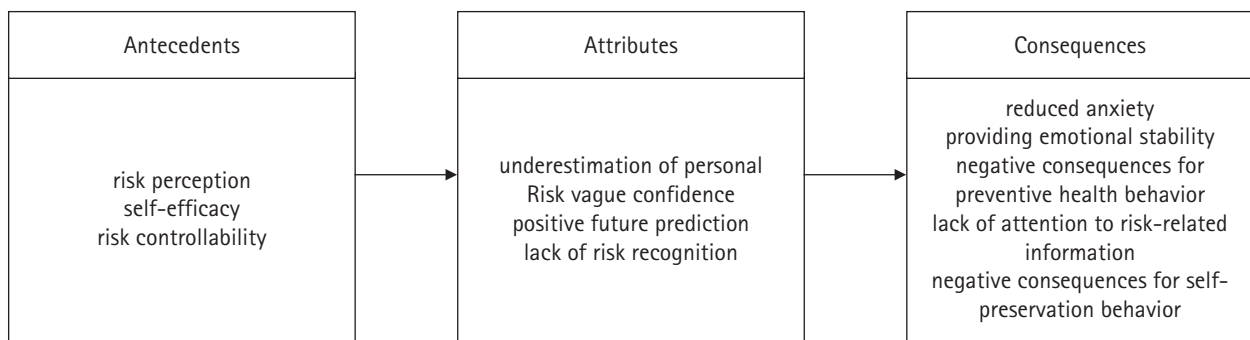 Antecedents
risk perception
self-efficacy
risk controllability
Attributes
underestimation of personal
Risk vague confidence
positive future prediction
lack of risk recognition
Consequences
reduced anxiety
providing emotional stability
negative consequences for
preventive health behavior
lack of attention to risk-related
information
negative consequences for self-
preservation behavior